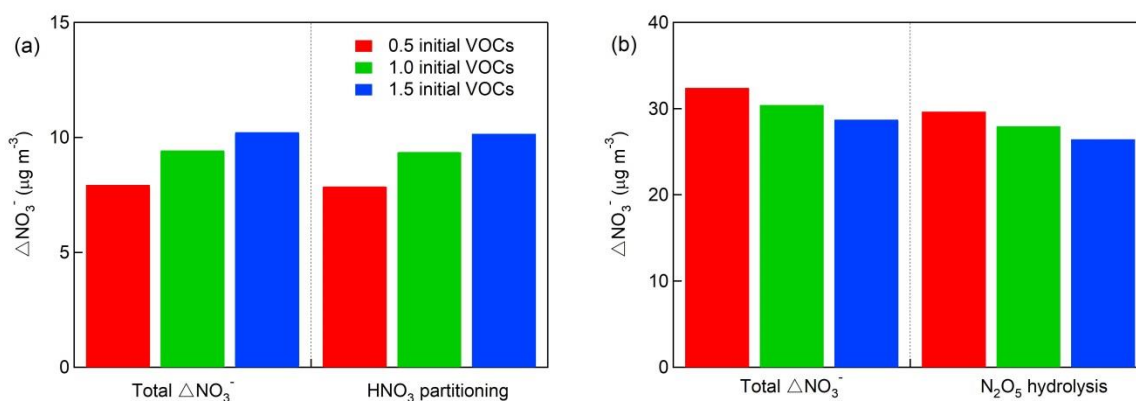 (a)
15
10
5
0
△NO₃⁻ (μg m⁻³)
0.5 initial VOCs
1.0 initial VOCs
1.5 initial VOCs
Total △NO₃⁻
HNO₃ partitioning
(b)
40
30
20
10
0
△NO₃⁻ (μg m⁻³)
Total △NO₃⁻
N₂O₅ hydrolysis